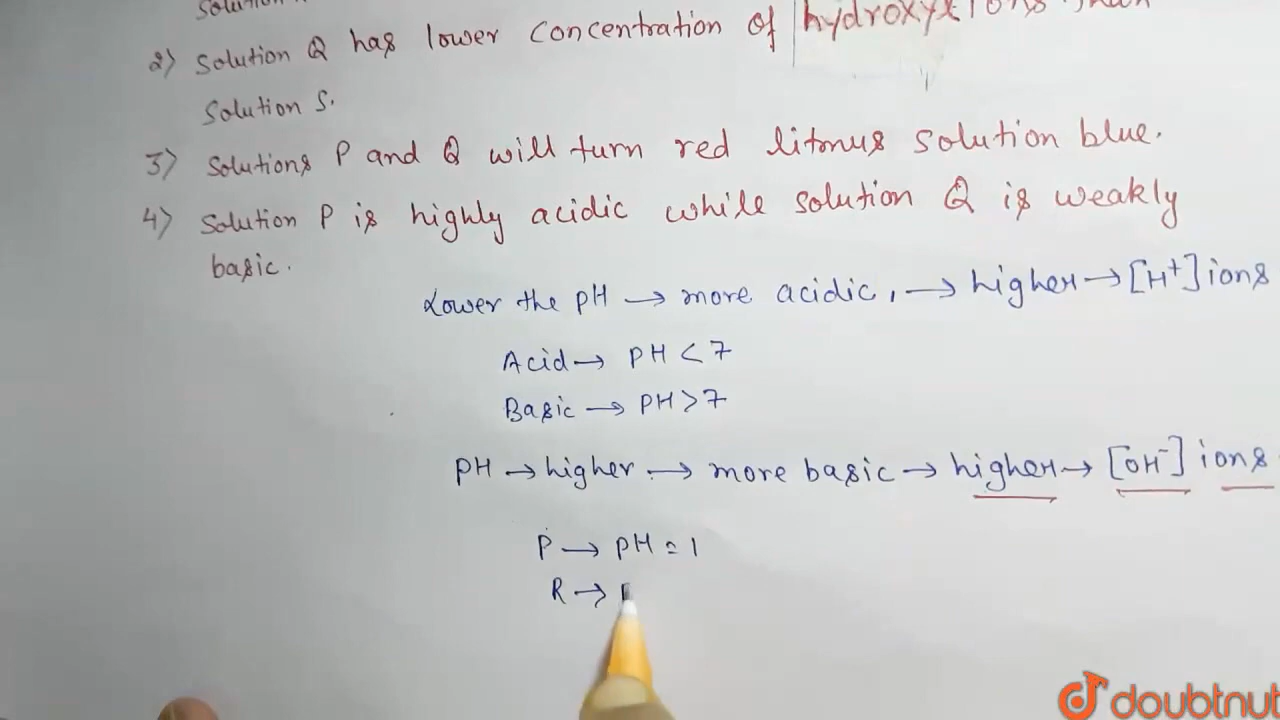 Solution
2) Solution Q has lower concentration of hydroxyl ions than
Solution S.
3) Solutions P and Q will turn red litmus solution blue.
4) Solution P is highly acidic while solution Q is weakly
basic.
Lower the pH → more acidic, → higher → [H⁺] ions
Acid → PH < 7
Basic → PH > 7
PH → higher → more basic → higher → [OH⁻] ions
P → PH = 1
R →
doubtnut